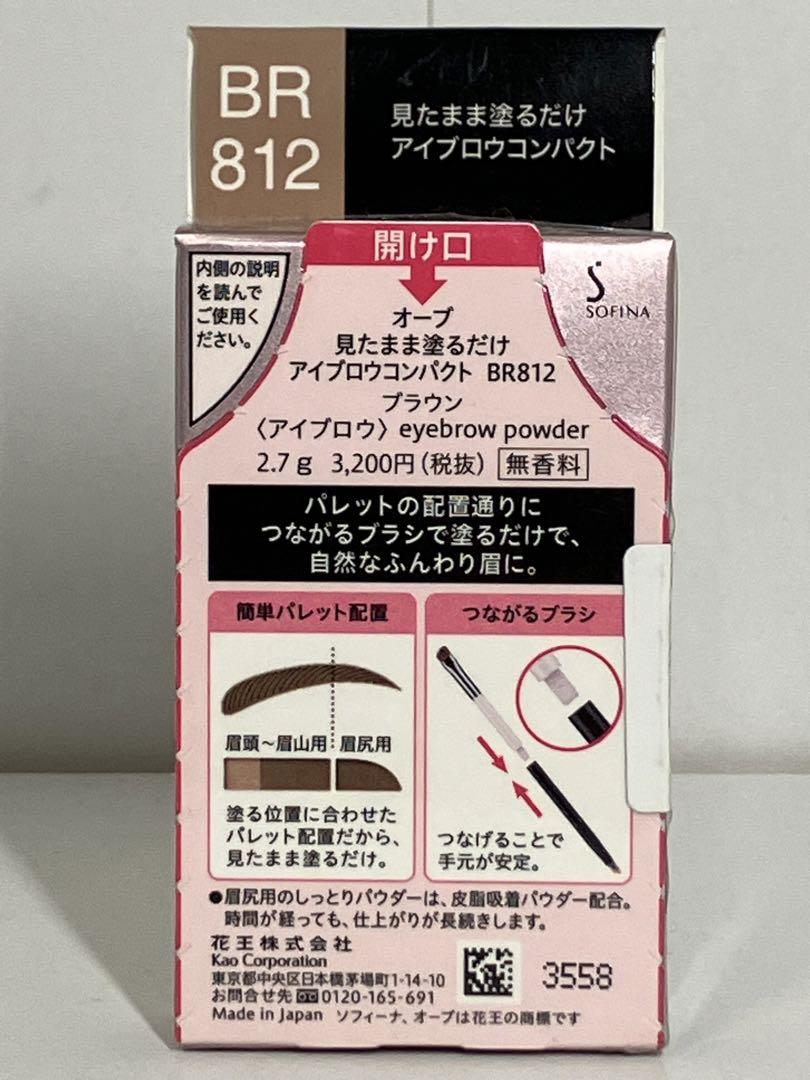 BR
812
見たまま塗るだけ
アイブロウコンパクト
開け口
内側の説明
を読んで
ご使用く
ださい。
SOFINA
オーブ
見たまま塗るだけ
アイブロウコンパクト BR812
ブラウン
〈アイブロウ〉 eyebrow powder
2.7g 3,200円(税抜) 無香料
パレットの配置通りに
つながるブラシで塗るだけで、
自然なふんわり眉に。
簡単パレット配置
眉頭~眉山用 眉尻用
塗る位置に合わせた
パレット配置だから、
見たまま塗るだけ。
つながるブラシ
つなげることで
手元が安定。
●眉尻用のしっとりパウダーは、皮脂吸着パウダー配合。
時間が経っても、仕上がりが長続きします。
花王株式会社
Kao Corporation
東京都中央区日本橋茅場町1-14-10
お問合せ先 0120-165-691
Made in Japan ソフィーナ、オーブは花王の商標です
3558